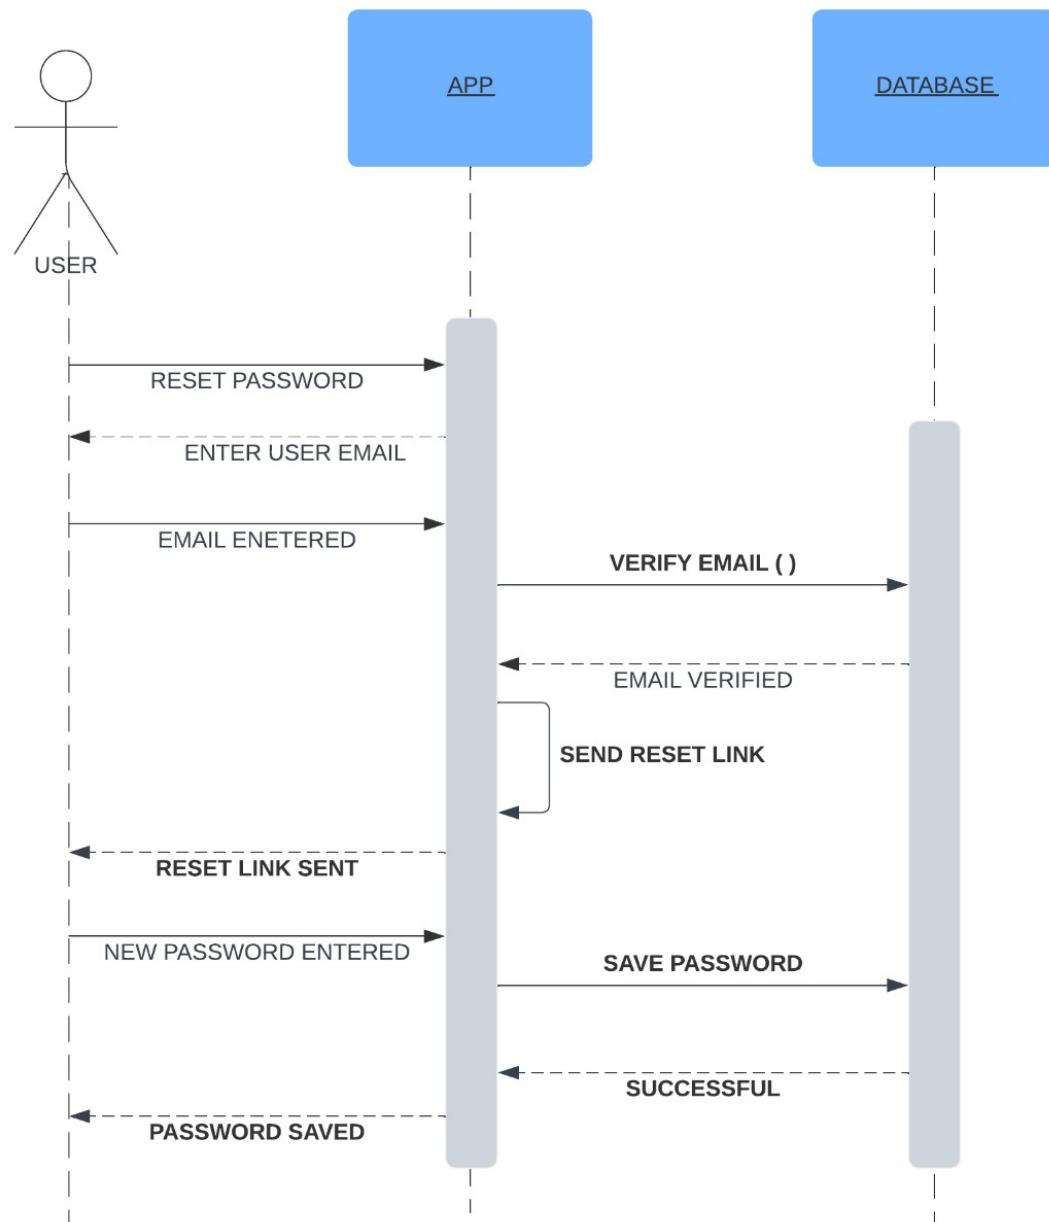 APP
DATABASE
USER
RESET PASSWORD
ENTER USER EMAIL
EMAIL ENETERED
VERIFY EMAIL ( )
EMAIL VERIFIED
SEND RESET LINK
RESET LINK SENT
NEW PASSWORD ENTERED
SAVE PASSWORD
SUCCESSFUL
PASSWORD SAVED